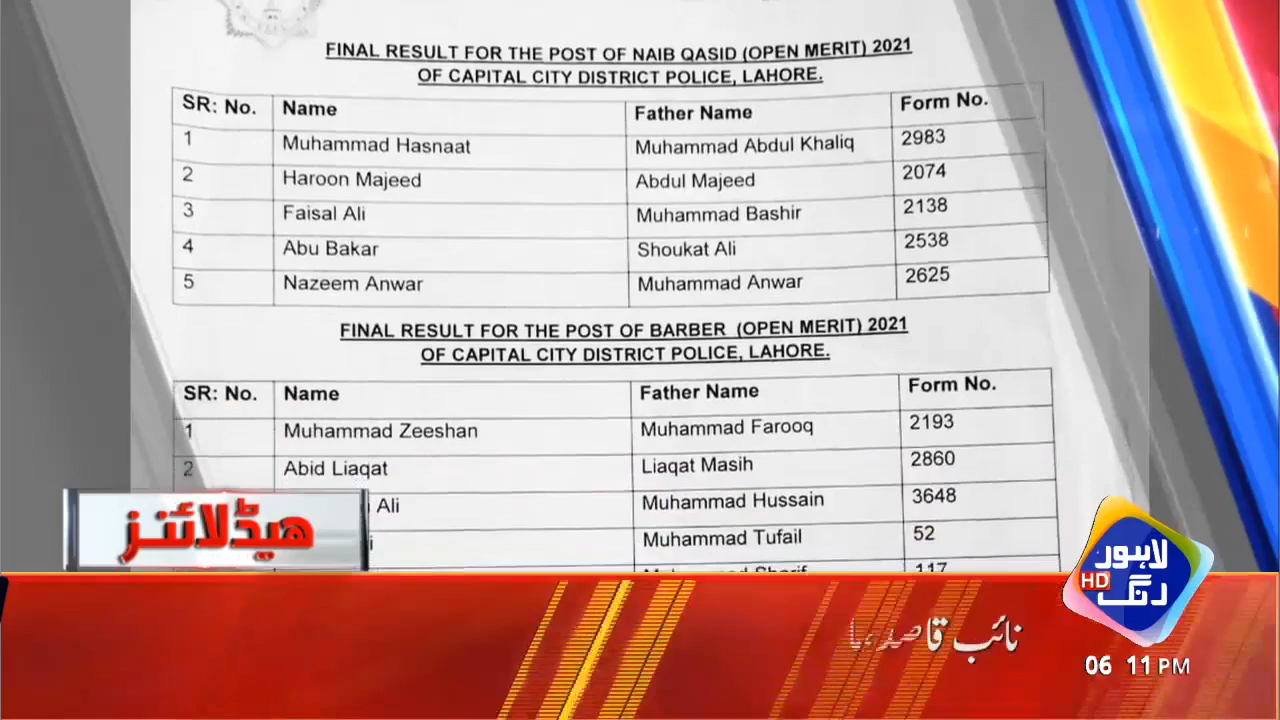 FINAL RESULT FOR THE POST OF NAIB QASID (OPEN MERIT) 2021
OF CAPITAL CITY DISTRICT POLICE, LAHORE.
SR: No. Name Father Name Form No.
1 Muhammad Hasnaat Muhammad Abdul Khaliq 2983
2 Haroon Majeed Abdul Majeed 2074
3 Faisal Ali Muhammad Bashir 2138
4 Abu Bakar Shoukat Ali 2538
5 Nazeem Anwar Muhammad Anwar 2625
FINAL RESULT FOR THE POST OF BARBER (OPEN MERIT) 2021
OF CAPITAL CITY DISTRICT POLICE, LAHORE.
SR: No. Name Father Name Form No.
1 Muhammad Zeeshan Muhammad Farooq 2193
2 Abid Liaqat Liaqat Masih 2860
Ali Muhammad Hussain 3648
Muhammad Tufail 52
117
ہیڈلائنز
لاہور
رنگ HD
نائب قاصد
06 11 PM